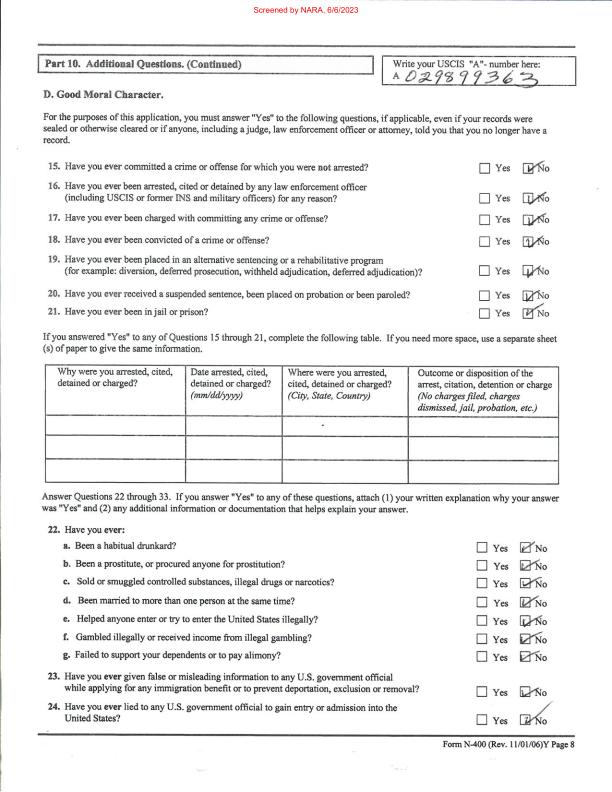 Screened by NARA, 6/6/2023
Part 10. Additional Questions. (Continued)
Write your USCIS "A"- number here:
A 029899363
D. Good Moral Character.
For the purposes of this application, you must answer "Yes" to the following questions, if applicable, even if your records were
sealed or otherwise cleared or if anyone, including a judge, law enforcement officer or attorney, told you that you no longer have a
record.
15. Have you ever committed a crime or offense for which you were not arrested? Yes No
16. Have you ever been arrested, cited or detained by any law enforcement officer
(including USCIS or former INS and military officers) for any reason? Yes No
17. Have you ever been charged with committing any crime or offense? Yes No
18. Have you ever been convicted of a crime or offense? Yes No
19. Have you ever been placed in an alternative sentencing or a rehabilitative program
(for example: diversion, deferred prosecution, withheld adjudication, deferred adjudication)? Yes No
20. Have you ever received a suspended sentence, been placed on probation or been paroled? Yes No
21. Have you ever been in jail or prison? Yes No
If you answered "Yes" to any of Questions 15 through 21, complete the following table. If you need more space, use a separate sheet
(s) of paper to give the same information.
Why were you arrested, cited,
detained or charged?
Date arrested, cited,
detained or charged?
(mm/dd/yyyy)
Where were you arrested,
cited, detained or charged?
(City, State, Country)
Outcome or disposition of the
arrest, citation, detention or charge
(No charges filed, charges
dismissed, jail, probation, etc.)
Answer Questions 22 through 33. If you answer "Yes" to any of these questions, attach (1) your written explanation why your answer
was "Yes" and (2) any additional information or documentation that helps explain your answer.
22. Have you ever:
a. Been a habitual drunkard? Yes No
b. Been a prostitute, or procured anyone for prostitution? Yes No
c. Sold or smuggled controlled substances, illegal drugs or narcotics? Yes No
d. Been married to more than one person at the same time? Yes No
e. Helped anyone enter or try to enter the United States illegally? Yes No
f. Gambled illegally or received income from illegal gambling? Yes No
g. Failed to support your dependents or to pay alimony? Yes No
23. Have you ever given false or misleading information to any U.S. government official
while applying for any immigration benefit or to prevent deportation, exclusion or removal? Yes No
24. Have you ever lied to any U.S. government official to gain entry or admission into the
United States? Yes No
Form N-400 (Rev. 11/01/06)Y Page 8